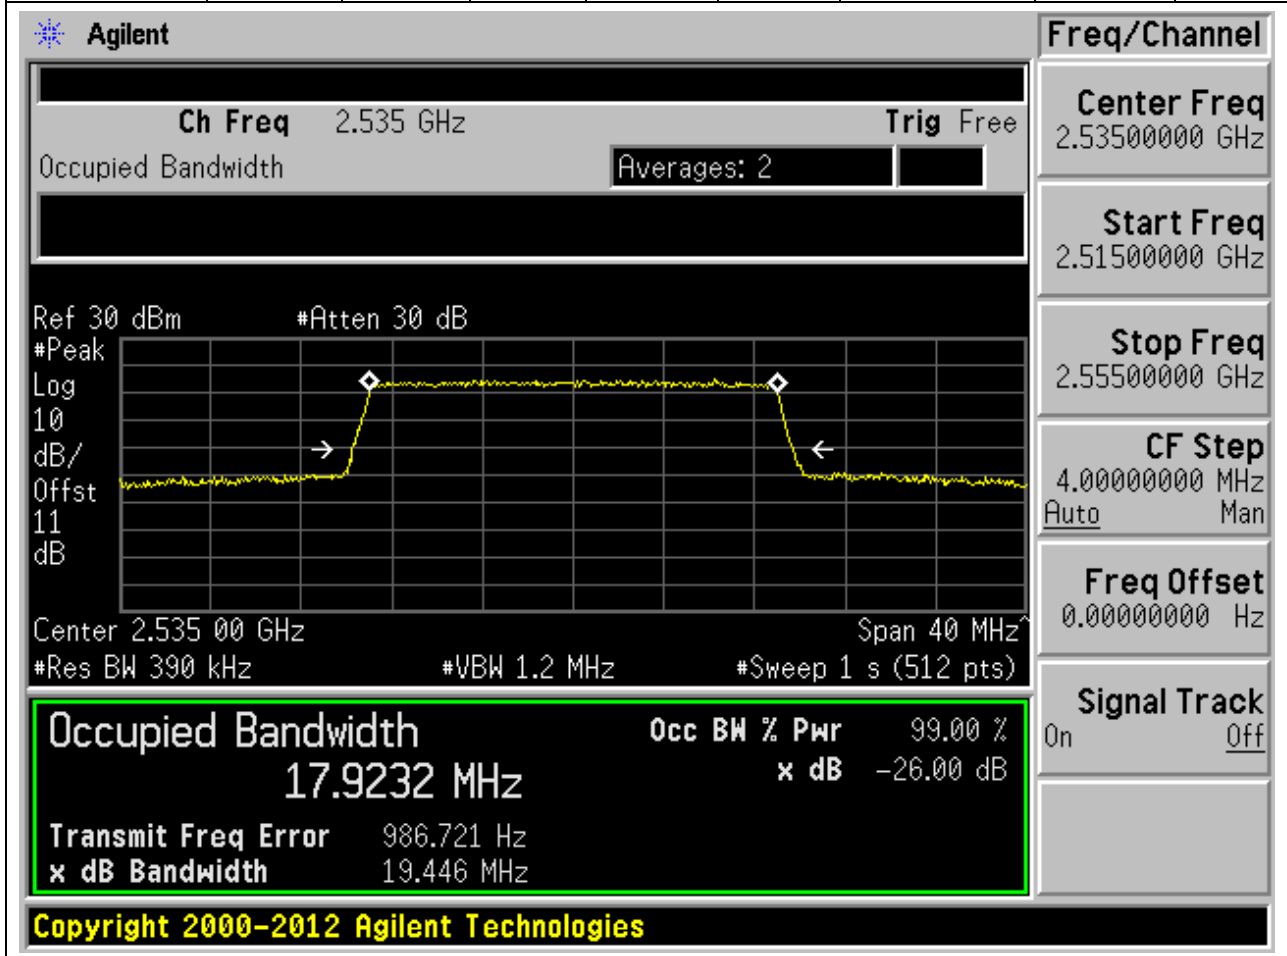 Agilent
Freq/Channel
Ch Freq 2.535 GHz Trig Free
Occupied Bandwidth Averages: 2
Center Freq
2.53500000 GHz
Start Freq
2.51500000 GHz
Stop Freq
2.55500000 GHz
CF Step
4.00000000 MHz
Auto Man
Freq Offset
0.00000000 Hz
Signal Track
On Off
Ref 30 dBm #Atten 30 dB
#Peak
Log
10
dB/
Offst
11
dB
Center 2.535 00 GHz Span 40 MHz^
#Res BW 390 kHz #VBW 1.2 MHz #Sweep 1 s (512 pts)
Occupied Bandwidth Occ BW % Pwr 99.00 %
17.9232 MHz x dB -26.00 dB
Transmit Freq Error 986.721 Hz
x dB Bandwidth 19.446 MHz
Copyright 2000-2012 Agilent Technologies